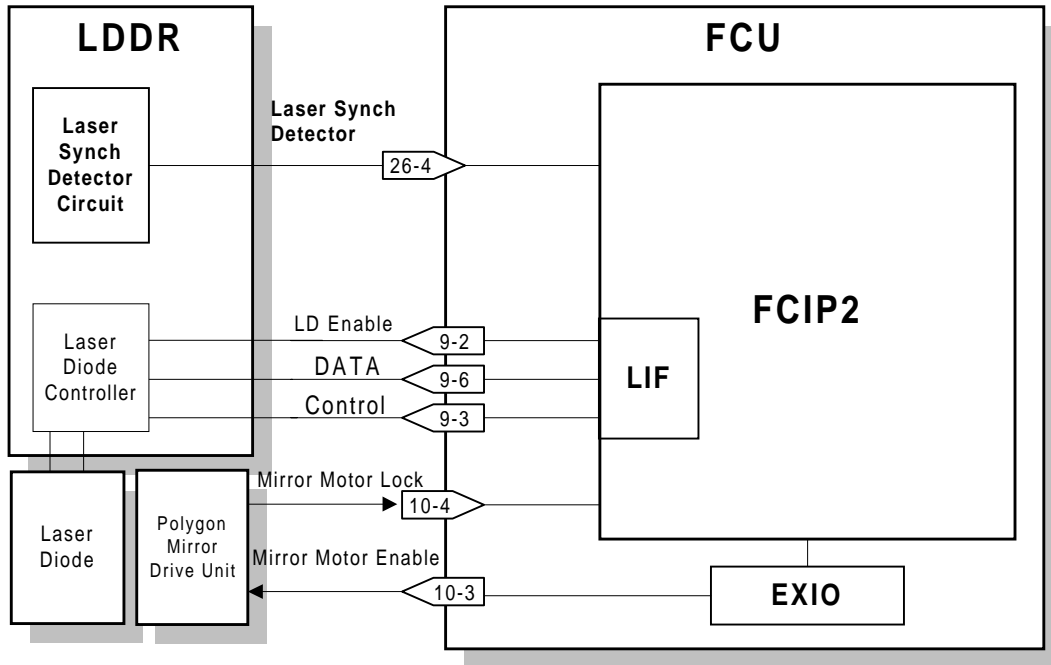 LDDR
FCU
Laser
Synch
Detector
Circuit
Laser Synch
Detector
26-4
FCIP2
Laser
Diode
Controller
LD Enable
9-2
DATA
9-6
Control
9-3
LIF
Mirror Motor Lock
10-4
Laser
Diode
Polygon
Mirror
Drive Unit
Mirror Motor Enable
10-3
EXIO